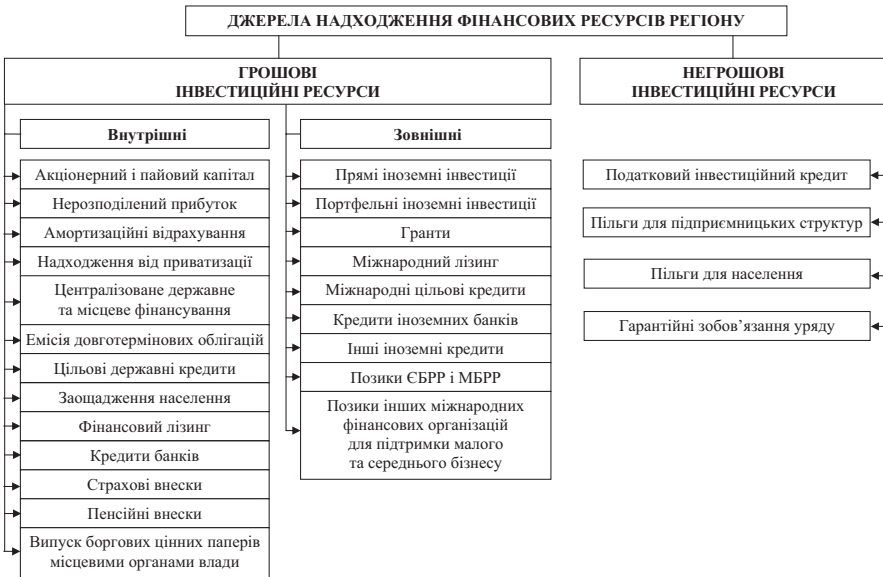 ДЖЕРЕЛА НАДХОДЖЕННЯ ФІНАНСОВИХ РЕСУРСІВ РЕГІОНУ
ГРОШОВІ
ІНВЕСТИЦІЙНІ РЕСУРСИ
Внутрішні
Акціонерний і пайовий капітал
Нерозподілений прибуток
Амортизаційні відрахування
Надходження від приватизації
Централізоване державне
та місцеве фінансування
Емісія довготермінових облігацій
Цільові державні кредити
Заощадження населення
Фінансовий лізинг
Кредити банків
Страхові внески
Пенсійні внески
Випуск боргових цінних паперів
місцевими органами влади
Зовнішні
Прямі іноземні інвестиції
Портфельні іноземні інвестиції
Гранти
Міжнародний лізинг
Міжнародні цільові кредити
Кредити іноземних банків
Інші іноземні кредити
Позики ЄБРР і МБРР
Позики інших міжнародних
фінансових організацій
для підтримки малого
та середнього бізнесу
НЕГРОШОВІ
ІНВЕСТИЦІЙНІ РЕСУРСИ
Податковий інвестиційний кредит
Пільги для підприємницьких структур
Пільги для населення
Гарантійні зобов’язання уряду